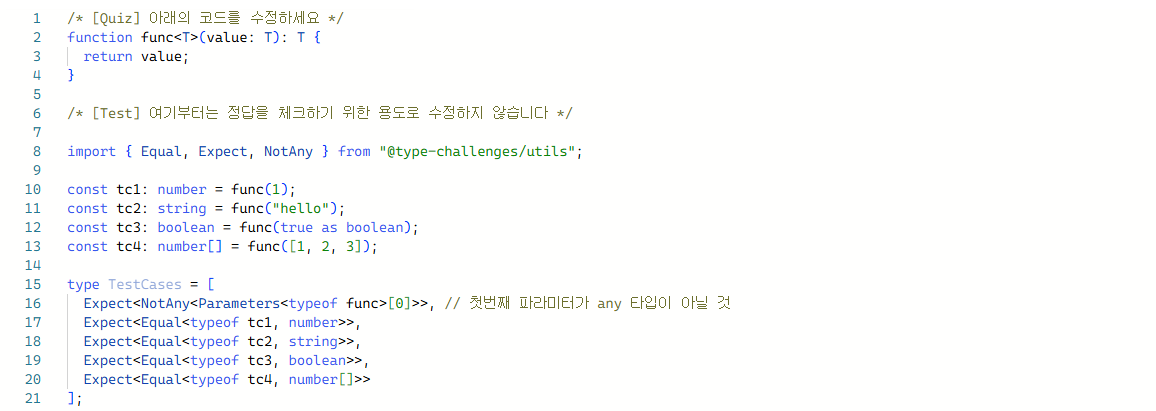 1 /* [Quiz] 아래의 코드를 수정하세요 */
2 function func<T>(value: T): T {
3   return value;
4 }
5
6 /* [Test] 여기부터는 정답을 체크하기 위한 용도로 수정하지 않습니다 */
7
8 import { Equal, Expect, NotAny } from "@type-challenges/utils";
9
10 const tc1: number = func(1);
11 const tc2: string = func("hello");
12 const tc3: boolean = func(true as boolean);
13 const tc4: number[] = func([1, 2, 3]);
14
15 type TestCases = [
16   Expect<NotAny<Parameters<typeof func>[0]>>, // 첫번째 파라미터가 any 타입이 아닐 것
17   Expect<Equal<typeof tc1, number>>,
18   Expect<Equal<typeof tc2, string>>,
19   Expect<Equal<typeof tc3, boolean>>,
20   Expect<Equal<typeof tc4, number[]>>
21 ];